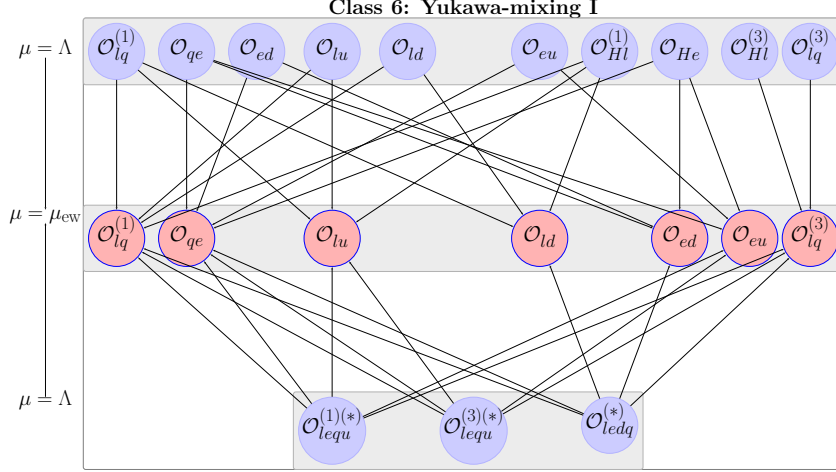 Class 6: Yukawa-mixing I
μ = Λ
𝒪_{lq}^{(1)} 𝒪_{qe} 𝒪_{ed} 𝒪_{lu} 𝒪_{ld} 𝒪_{eu} 𝒪_{Hl}^{(1)} 𝒪_{He} 𝒪_{Hl}^{(3)} 𝒪_{lq}^{(3)}
μ = μ_{ew}
𝒪_{lq}^{(1)} 𝒪_{qe} 𝒪_{lu} 𝒪_{ld} 𝒪_{ed} 𝒪_{eu} 𝒪_{lq}^{(3)}
μ = Λ
𝒪_{lequ}^{(1)(*)} 𝒪_{lequ}^{(3)(*)} 𝒪_{ledq}^{(*)}